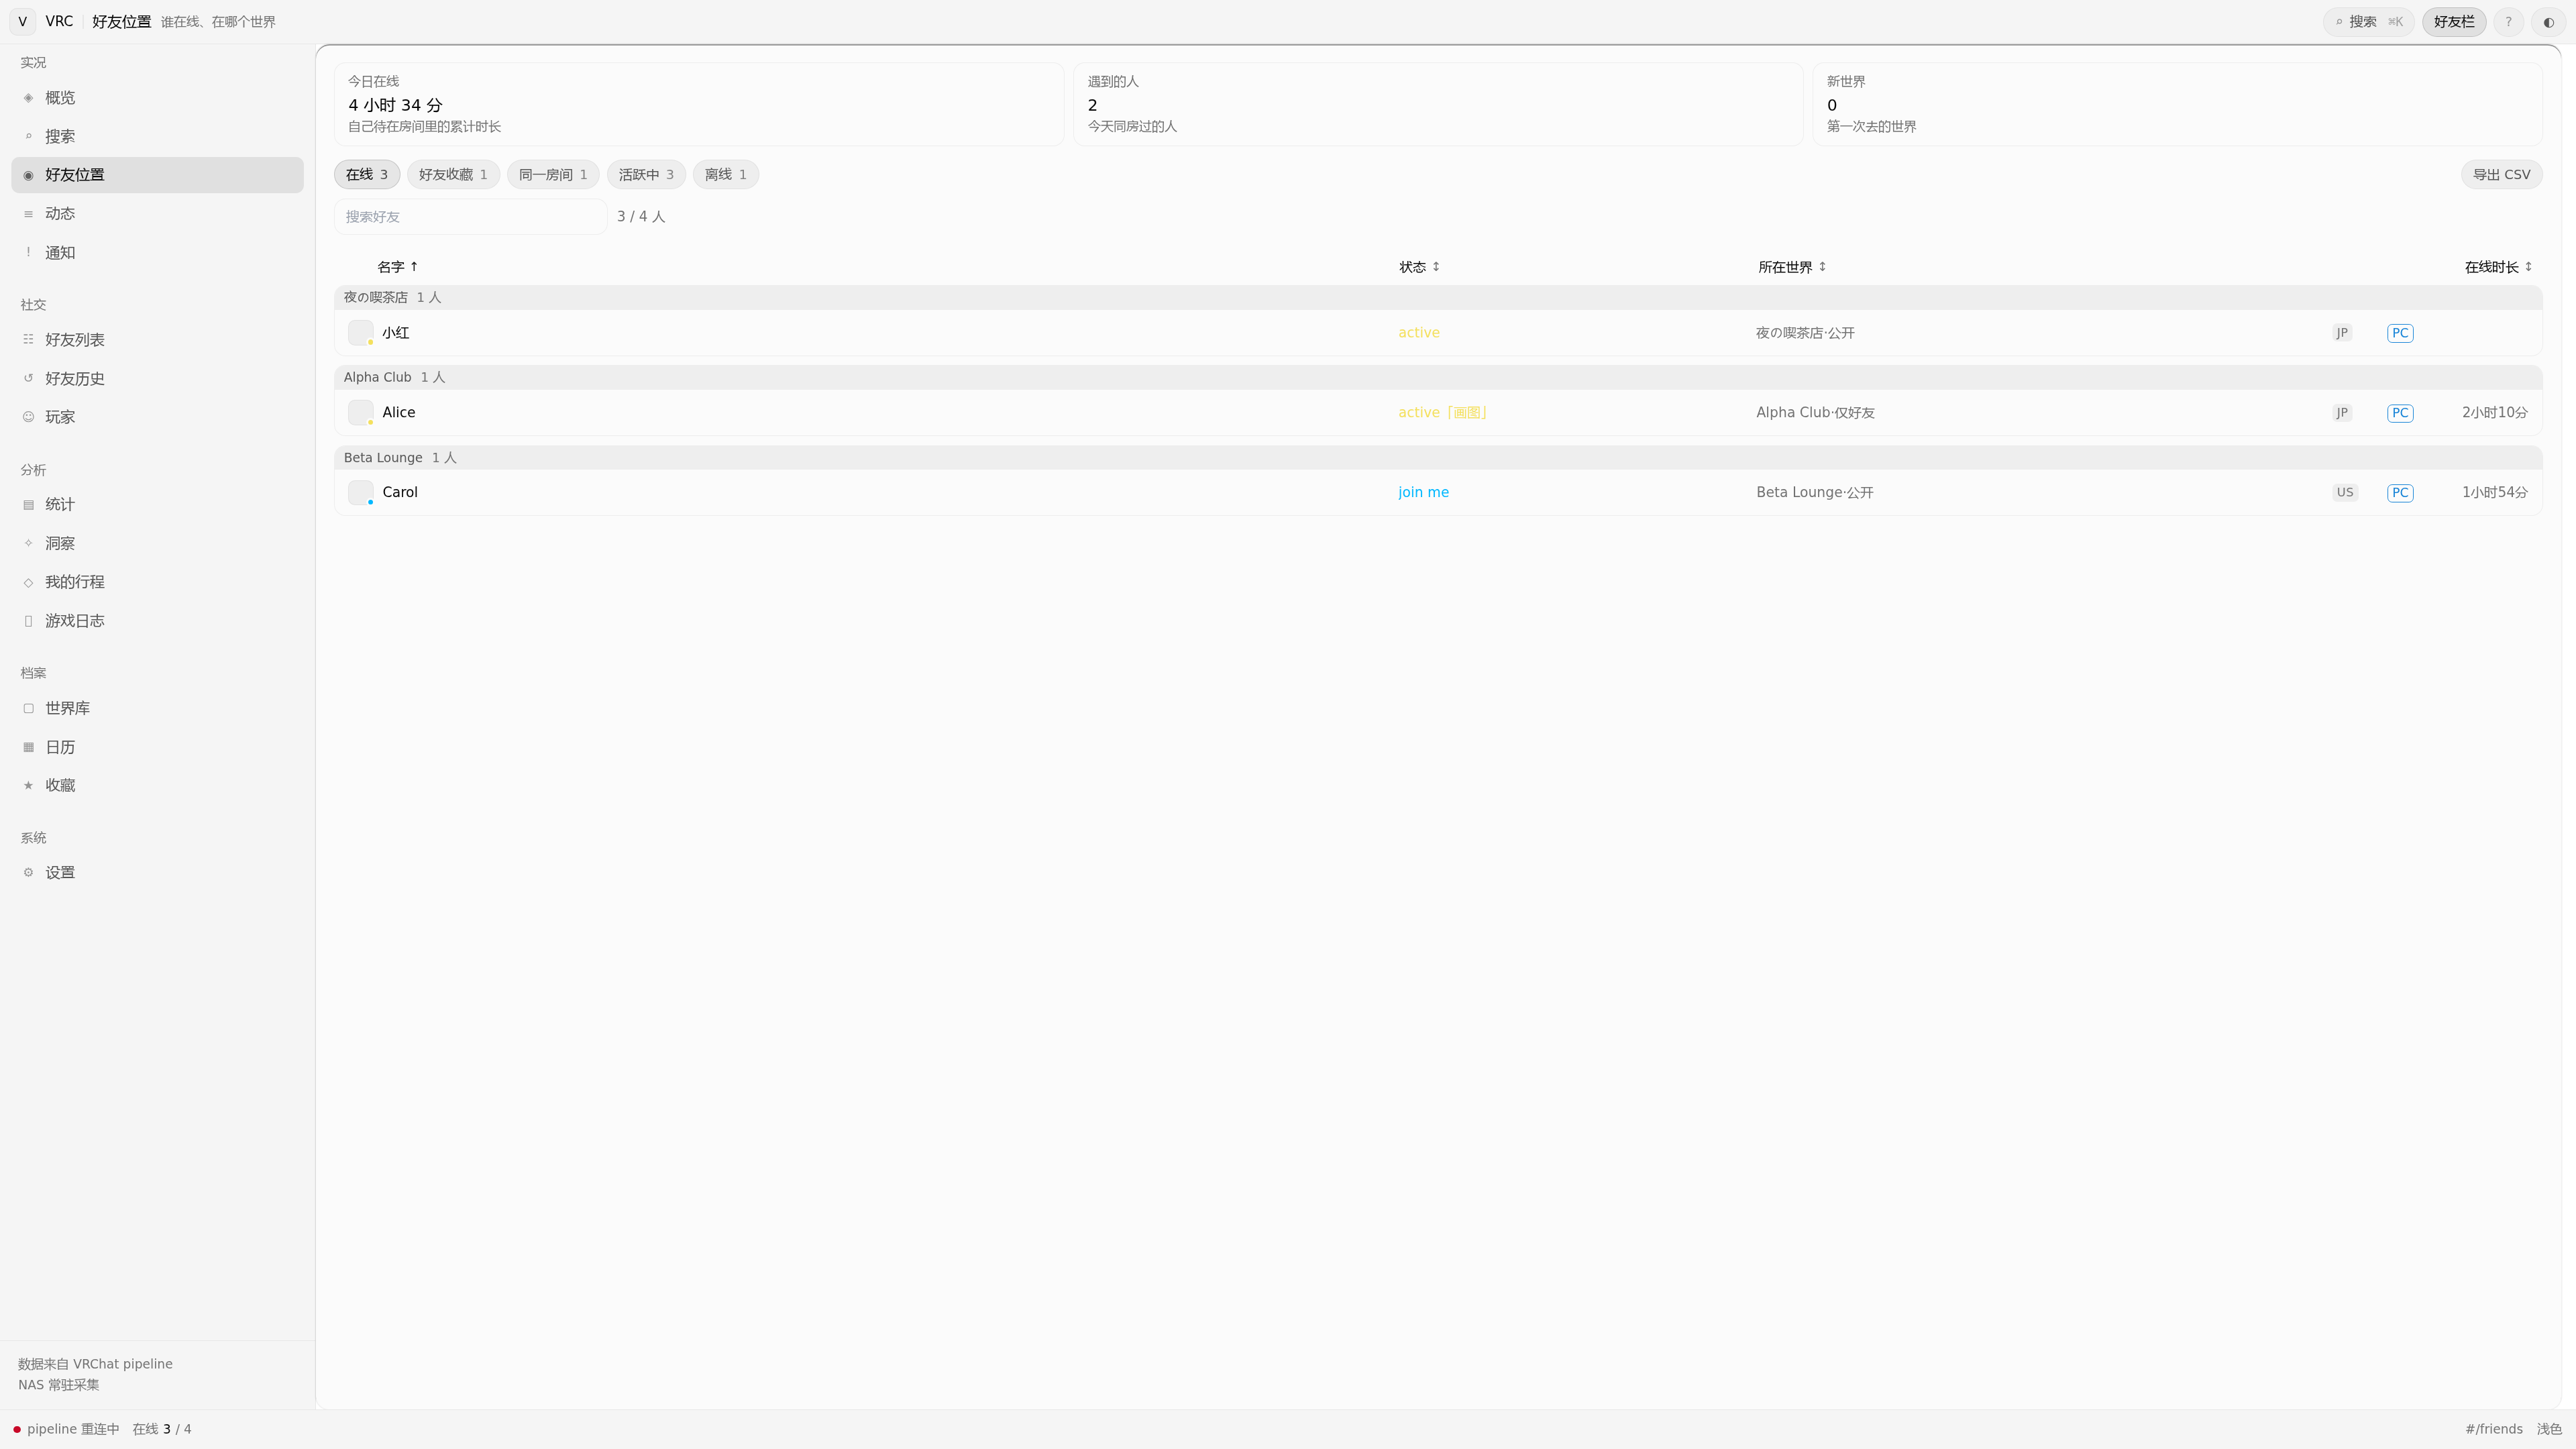 V VRC 好友位置 谁在线、在哪个世界
搜索 ⌘K 好友栏 ?
实况
概览
搜索
好友位置
动态
通知
社交
好友列表
好友历史
玩家
分析
统计
洞察
我的行程
游戏日志
档案
世界库
日历
收藏
系统
设置
数据来自 VRChat pipeline
NAS 常驻采集
今日在线
4 小时 34 分
自己待在房间里的累计时长
遇到的人
2
今天同房过的人
新世界
0
第一次去的世界
在线 3 好友收藏 1 同一房间 1 活跃中 3 离线 1 导出 CSV
搜索好友 3 / 4 人
名字 ↑ 状态 ↕ 所在世界 ↕ 在线时长 ↕
夜の喫茶店 1 人
小红 active 夜の喫茶店·公开 JP PC
Alpha Club 1 人
Alice active「画图」 Alpha Club·仅好友 JP PC 2小时10分
Beta Lounge 1 人
Carol join me Beta Lounge·公开 US PC 1小时54分
pipeline 重连中 在线 3 / 4 #/friends 浅色